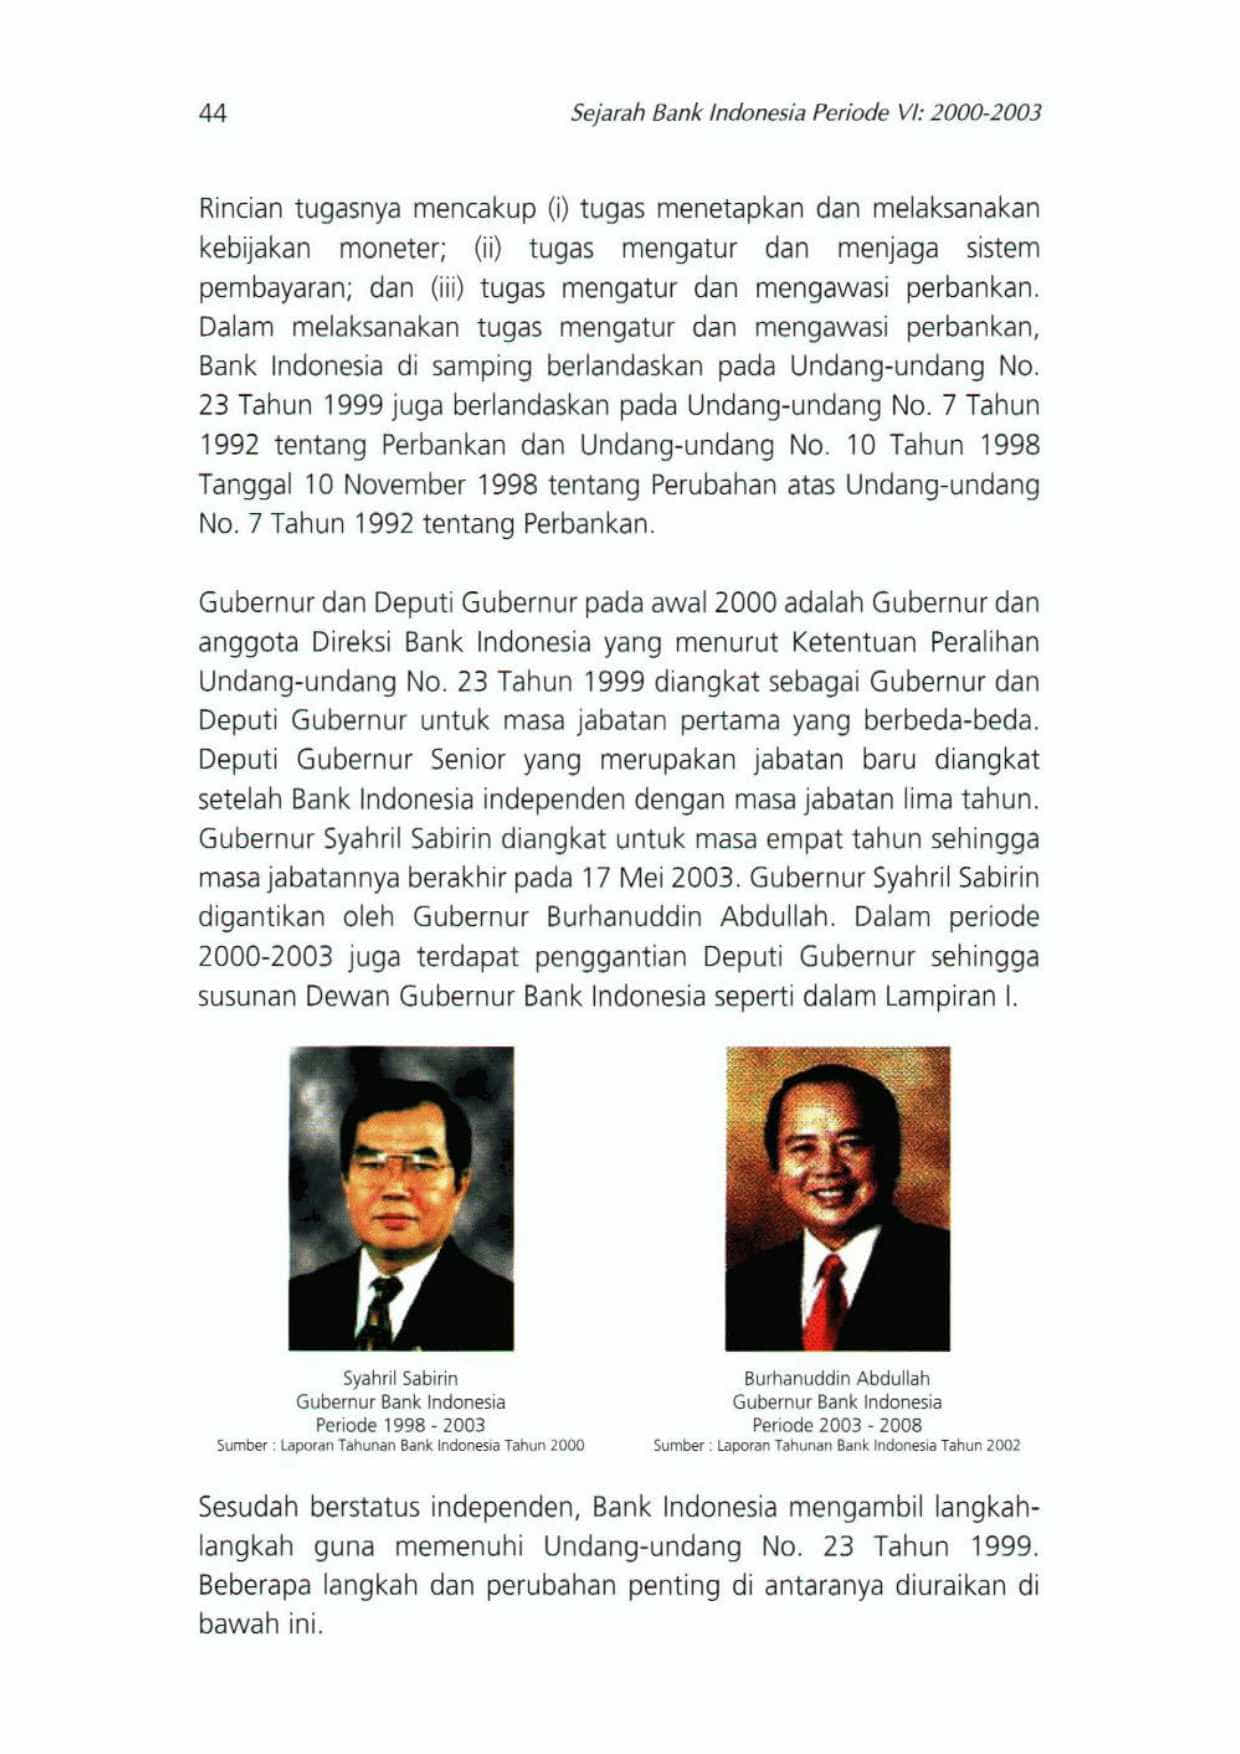 44
Sejarah Bank Indonesia Periode VI: 2000-2003
Rincian tugasnya mencakup (i) tugas menetapkan dan melaksanakan
kebijakan moneter; (ii) tugas mengatur dan menjaga sistem
pembayaran; dan (iii) tugas mengatur dan mengawasi perbankan.
Dalam melaksanakan tugas mengatur dan mengawasi perbankan,
Bank Indonesia di samping berlandaskan pada Undang-undang No.
23 Tahun 1999 juga berlandaskan pada Undang-undang No. 7 Tahun
1992 tentang Perbankan dan Undang-undang No. 10 Tahun 1998
Tanggal 10 November 1998 tentang Perubahan atas Undang-undang
No. 7 Tahun 1992 tentang Perbankan.
Gubernur dan Deputi Gubernur pada awal 2000 adalah Gubernur dan
anggota Direksi Bank Indonesia yang menurut Ketentuan Peralihan
Undang-undang No. 23 Tahun 1999 diangkat sebagai Gubernur dan
Deputi Gubernur untuk masa jabatan pertama yang berbeda-beda.
Deputi Gubernur Senior yang merupakan jabatan baru diangkat
setelah Bank Indonesia independen dengan masa jabatan lima tahun.
Gubernur Syahril Sabirin diangkat untuk masa empat tahun sehingga
masa jabatannya berakhir pada 17 Mei 2003. Gubernur Syahril Sabirin
digantikan oleh Gubernur Burhanuddin Abdullah. Dalam periode
2000-2003 juga terdapat penggantian Deputi Gubernur sehingga
susunan Dewan Gubernur Bank Indonesia seperti dalam Lampiran I.
Syahril Sabirin
Gubernur Bank Indonesia
Periode 1998 - 2003
Sumber : Laporan Tahunan Bank Indonesia Tahun 2000
Burhanuddin Abdullah
Gubernur Bank Indonesia
Periode 2003 - 2008
Sumber : Laporan Tahunan Bank Indonesia Tahun 2002
Sesudah berstatus independen, Bank Indonesia mengambil langkah-
langkah guna memenuhi Undang-undang No. 23 Tahun 1999.
Beberapa langkah dan perubahan penting di antaranya diuraikan di
bawah ini.